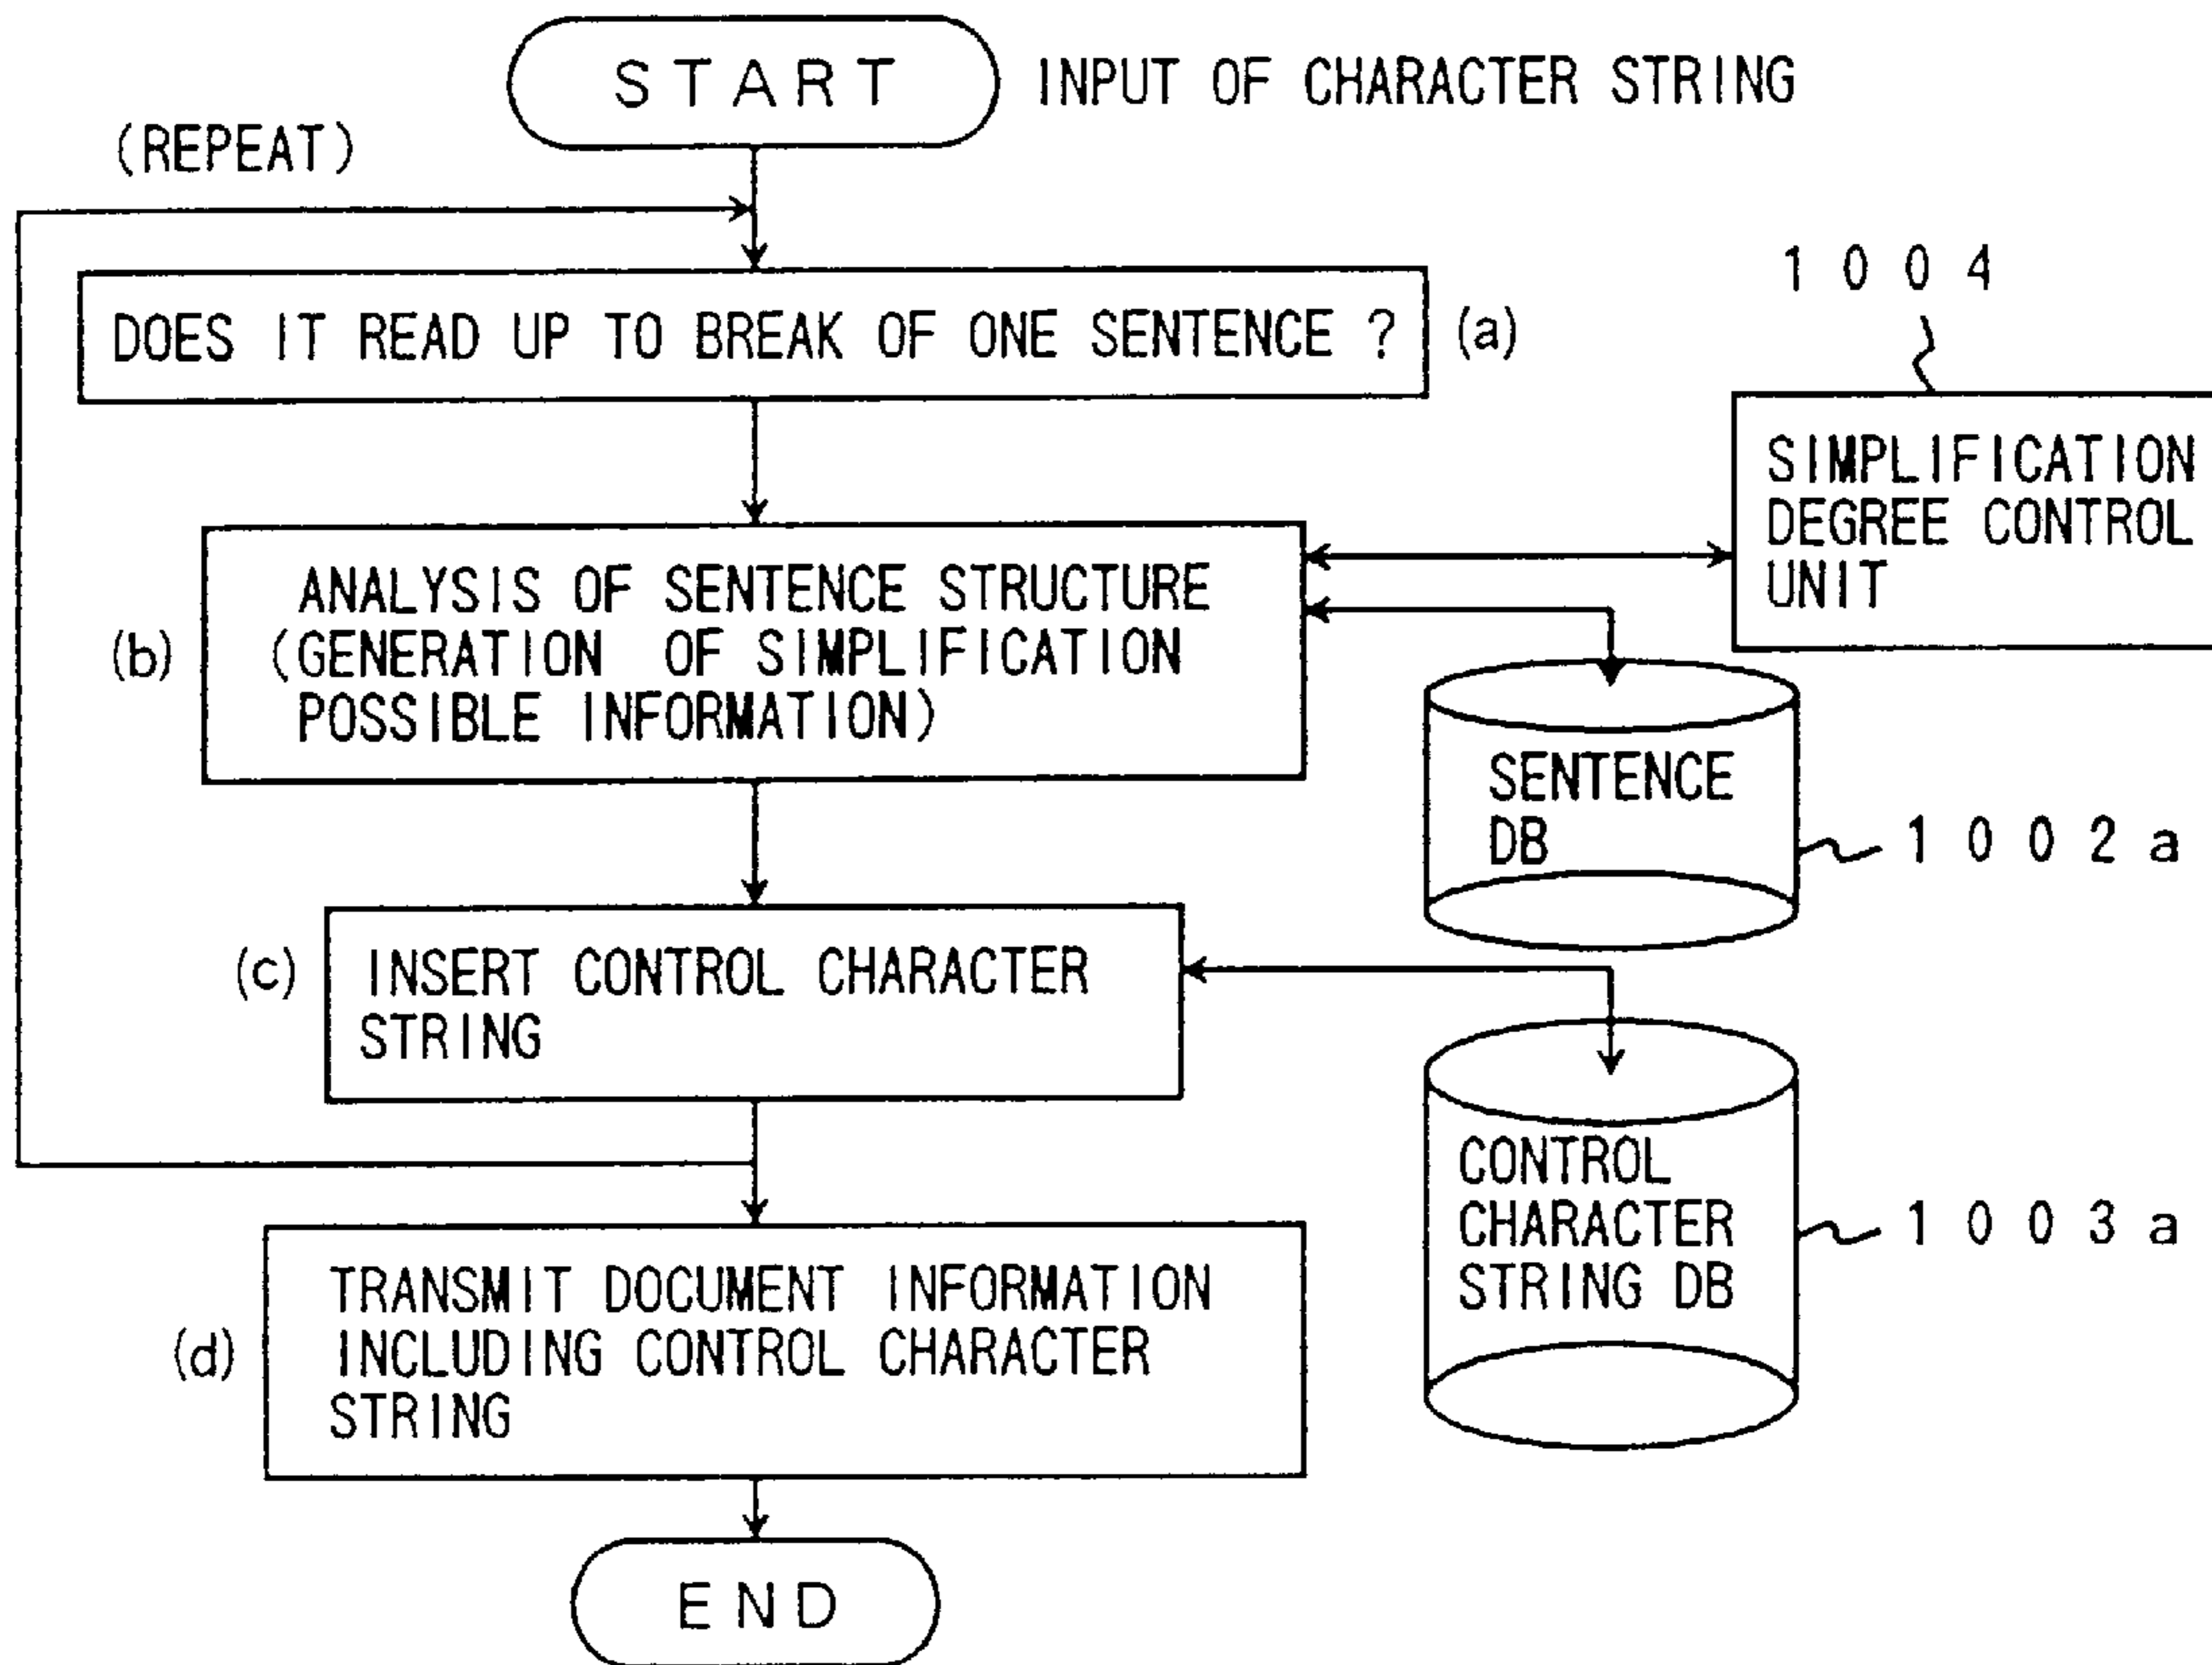 START
INPUT OF CHARACTER STRING
(REPEAT)
DOES IT READ UP TO BREAK OF ONE SENTENCE ?
(a)
1004
SIMPLIFICATION
DEGREE CONTROL
UNIT
(b)
ANALYSIS OF SENTENCE STRUCTURE
(GENERATION OF SIMPLIFICATION
POSSIBLE INFORMATION)
SENTENCE
DB
1002a
(c)
INSERT CONTROL CHARACTER
STRING
CONTROL
CHARACTER
STRING DB
1003a
(d)
TRANSMIT DOCUMENT INFORMATION
INCLUDING CONTROL CHARACTER
STRING
END